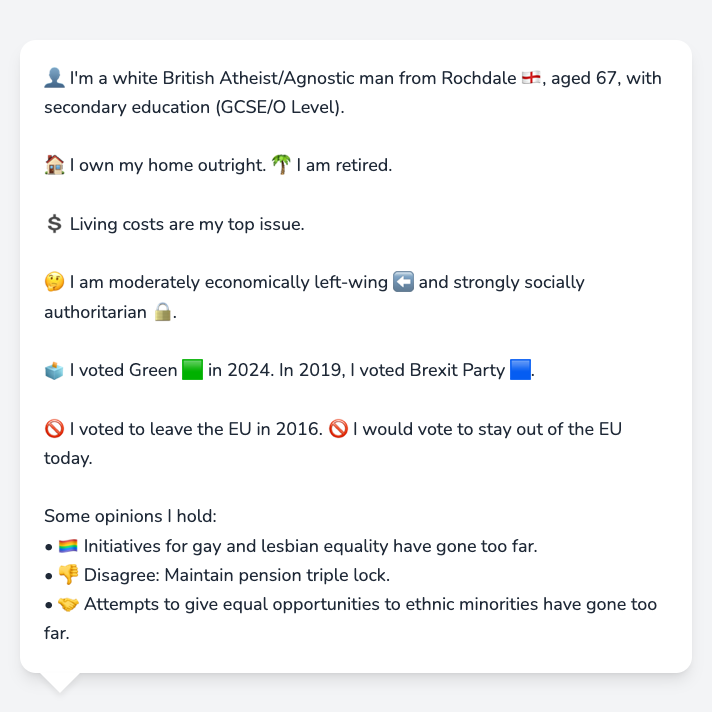 👤 I'm a white British Atheist/Agnostic man from Rochdale 🏴󠁧󠁢󠁥󠁮󠁧󠁿, aged 67, with
secondary education (GCSE/O Level).
🏠 I own my home outright. 🌴 I am retired.
💲 Living costs are my top issue.
🤔 I am moderately economically left-wing ⬅️ and strongly socially
authoritarian 🔒.
🗳️ I voted Green 🟩 in 2024. In 2019, I voted Brexit Party 🟦.
🚫 I voted to leave the EU in 2016. 🚫 I would vote to stay out of the EU
today.
Some opinions I hold:
• 🏳️‍🌈 Initiatives for gay and lesbian equality have gone too far.
• 👎 Disagree: Maintain pension triple lock.
• 🤝 Attempts to give equal opportunities to ethnic minorities have gone too
far.